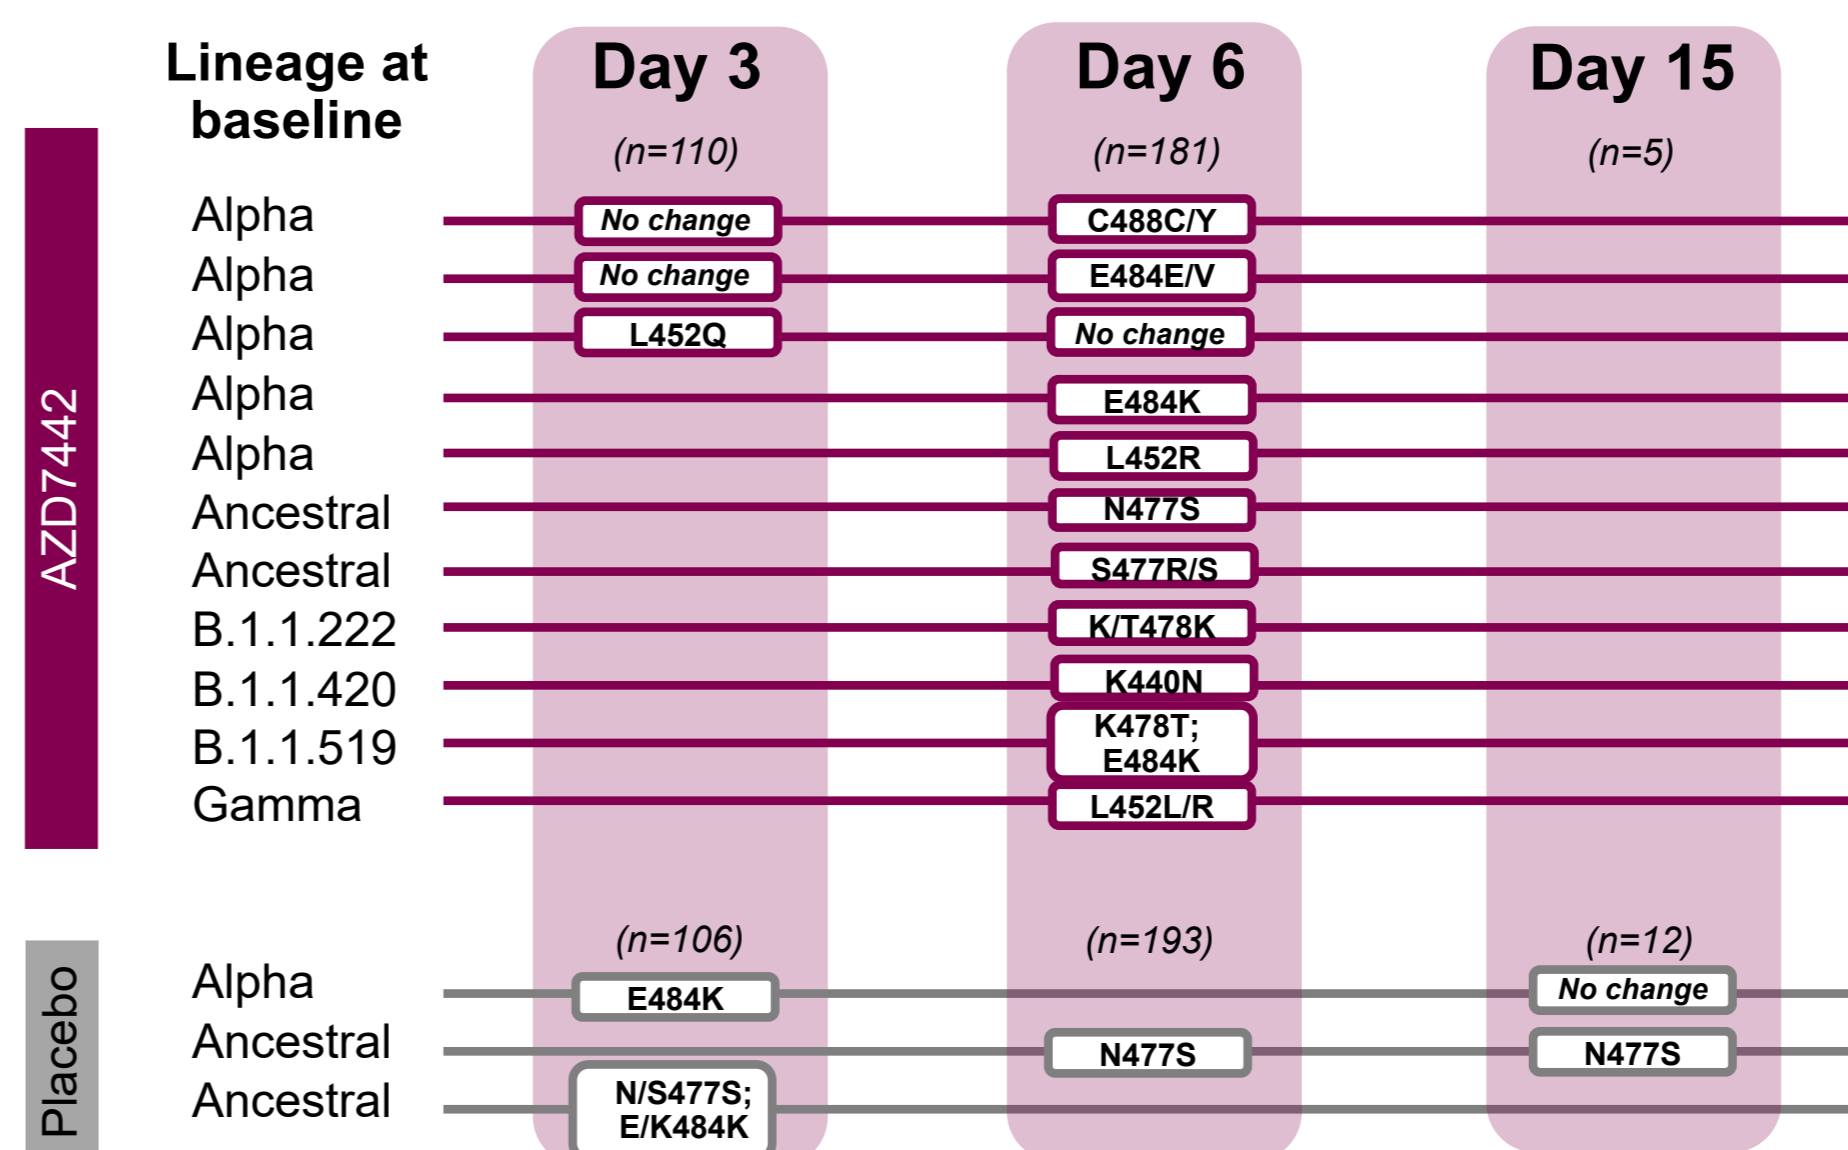 Lineage at
baseline
Day 3
Day 6
Day 15
(n=110)
(n=181)
(n=5)
AZD7442
Alpha
No change
C488C/Y
Alpha
No change
E484E/V
Alpha
L452Q
No change
Alpha
E484K
Alpha
L452R
Ancestral
N477S
Ancestral
S477R/S
B.1.1.222
K/T478K
B.1.1.420
K440N
B.1.1.519
K478T;
E484K
Gamma
L452L/R
Placebo
(n=106)
(n=193)
(n=12)
Alpha
E484K
No change
Ancestral
N477S
N477S
Ancestral
N/S477S;
E/K484K